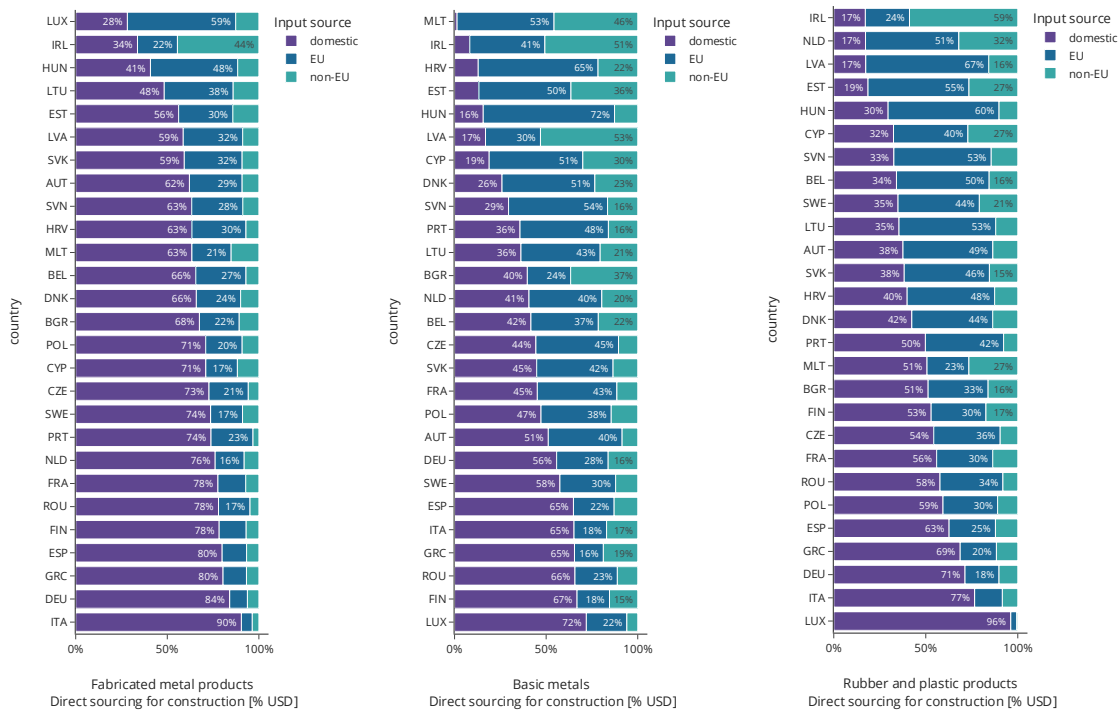 LUX 28% 59%
IRL 34% 22% 44%
HUN 41% 48%
LTU 48% 38%
EST 56% 30%
LVA 59% 32%
SVK 59% 32%
AUT 62% 29%
SVN 63% 28%
HRV 63% 30%
MLT 63% 21%
BEL 66% 27%
DNK 66% 24%
BGR 68% 22%
POL 71% 20%
CYP 71% 17%
CZE 73% 21%
SWE 74% 17%
PRT 74% 23%
NLD 76% 16%
FRA 78%
ROU 78% 17%
FIN 78%
ESP 80%
GRC 80%
DEU 84%
ITA 90%
0% 50% 100%
country
Fabricated metal products
Direct sourcing for construction [% USD]
Input source
domestic
EU
non-EU
MLT 53% 46%
IRL 41% 51%
HRV 65% 22%
EST 50% 36%
HUN 16% 72%
LVA 17% 30% 53%
CYP 19% 51% 30%
DNK 26% 51% 23%
SVN 29% 54% 16%
PRT 36% 48% 16%
LTU 36% 43% 21%
BGR 40% 24% 37%
NLD 41% 40% 20%
BEL 42% 37% 22%
CZE 44% 45%
SVK 45% 42%
FRA 45% 43%
POL 47% 38%
AUT 51% 40%
DEU 56% 28% 16%
SWE 58% 30%
ESP 65% 22%
ITA 65% 18% 17%
GRC 65% 16% 19%
ROU 66% 23%
FIN 67% 18% 15%
LUX 72% 22%
0% 50% 100%
country
Basic metals
Direct sourcing for construction [% USD]
Input source
domestic
EU
non-EU
IRL 17% 24% 59%
NLD 17% 51% 32%
LVA 17% 67% 16%
EST 19% 55% 27%
HUN 30% 60%
CYP 32% 40% 27%
SVN 33% 53%
BEL 34% 50% 16%
SWE 35% 44% 21%
LTU 35% 53%
AUT 38% 49%
SVK 38% 46% 15%
HRV 40% 48%
DNK 42% 44%
PRT 50% 42%
MLT 51% 23% 27%
BGR 51% 33% 16%
FIN 53% 30% 17%
CZE 54% 36%
FRA 56% 30%
ROU 58% 34%
POL 59% 30%
ESP 63% 25%
GRC 69% 20%
DEU 71% 18%
ITA 77%
LUX 96%
0% 50% 100%
country
Rubber and plastic products
Direct sourcing for construction [% USD]
Input source
domestic
EU
non-EU